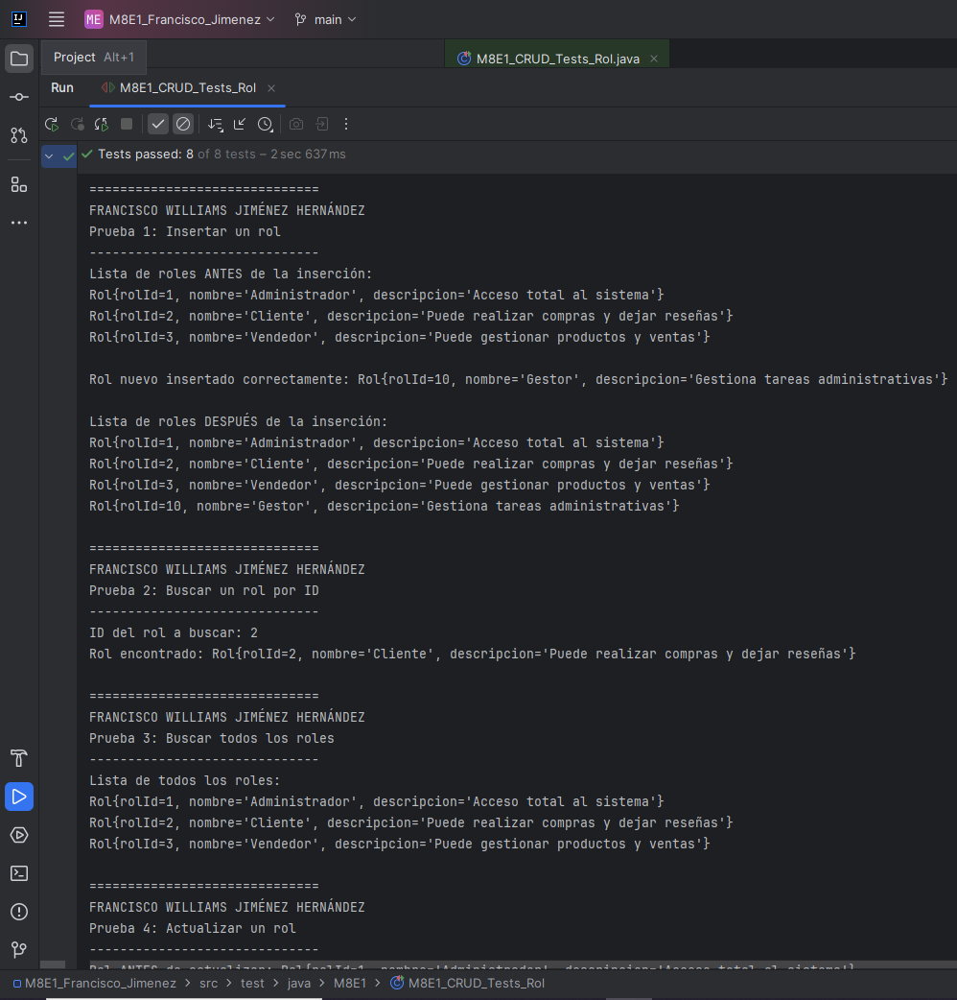 ME M8E1_Francisco_Jimenez main
Project Alt+1
M8E1_CRUD_Tests_Rol.java
Run M8E1_CRUD_Tests_Rol
Tests passed: 8 of 8 tests – 2 sec 637 ms
==============================
FRANCISCO WILLIAMS JIMÉNEZ HERNÁNDEZ
Prueba 1: Insertar un rol
------------------------------
Lista de roles ANTES de la inserción:
Rol{rolId=1, nombre='Administrador', descripcion='Acceso total al sistema'}
Rol{rolId=2, nombre='Cliente', descripcion='Puede realizar compras y dejar reseñas'}
Rol{rolId=3, nombre='Vendedor', descripcion='Puede gestionar productos y ventas'}
Rol nuevo insertado correctamente: Rol{rolId=10, nombre='Gestor', descripcion='Gestiona tareas administrativas'}
Lista de roles DESPUÉS de la inserción:
Rol{rolId=1, nombre='Administrador', descripcion='Acceso total al sistema'}
Rol{rolId=2, nombre='Cliente', descripcion='Puede realizar compras y dejar reseñas'}
Rol{rolId=3, nombre='Vendedor', descripcion='Puede gestionar productos y ventas'}
Rol{rolId=10, nombre='Gestor', descripcion='Gestiona tareas administrativas'}
==============================
FRANCISCO WILLIAMS JIMÉNEZ HERNÁNDEZ
Prueba 2: Buscar un rol por ID
------------------------------
ID del rol a buscar: 2
Rol encontrado: Rol{rolId=2, nombre='Cliente', descripcion='Puede realizar compras y dejar reseñas'}
==============================
FRANCISCO WILLIAMS JIMÉNEZ HERNÁNDEZ
Prueba 3: Buscar todos los roles
------------------------------
Lista de todos los roles:
Rol{rolId=1, nombre='Administrador', descripcion='Acceso total al sistema'}
Rol{rolId=2, nombre='Cliente', descripcion='Puede realizar compras y dejar reseñas'}
Rol{rolId=3, nombre='Vendedor', descripcion='Puede gestionar productos y ventas'}
==============================
FRANCISCO WILLIAMS JIMÉNEZ HERNÁNDEZ
Prueba 4: Actualizar un rol
------------------------------
Rol ANTES de actualizar: Rol{rolId=1, nombre='Administrador', descripcion='Acceso total al sistema'}
M8E1_Francisco_Jimenez > src > test > java > M8E1 > M8E1_CRUD_Tests_Rol